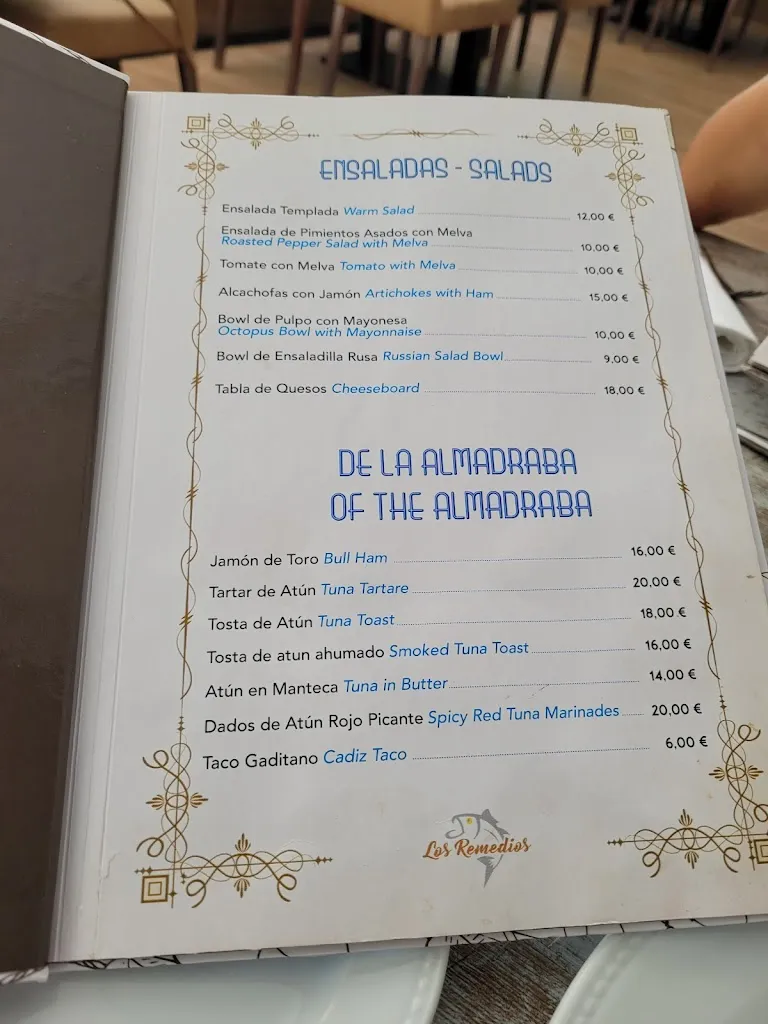 ENSALADAS - SALADS
Ensalada Templada Warm Salad 12,00 €
Ensalada de Pimientos Asados con Melva
Roasted Pepper Salad with Melva 10,00 €
Tomate con Melva Tomato with Melva 10,00 €
Alcachofas con Jamón Artichokes with Ham 15,00 €
Bowl de Pulpo con Mayonesa
Octopus Bowl with Mayonnaise 10,00 €
Bowl de Ensaladilla Rusa Russian Salad Bowl 9,00 €
Tabla de Quesos Cheeseboard 18,00 €
DE LA ALMADRABA
OF THE ALMADRABA
Jamón de Toro Bull Ham 16,00 €
Tartar de Atún Tuna Tartare 20,00 €
Tosta de Atún Tuna Toast 18,00 €
Tosta de atun ahumado Smoked Tuna Toast 16,00 €
Atún en Manteca Tuna in Butter 14,00 €
Dados de Atún Rojo Picante Spicy Red Tuna Marinades 20,00 €
Taco Gaditano Cadiz Taco 6,00 €
Los Remedios